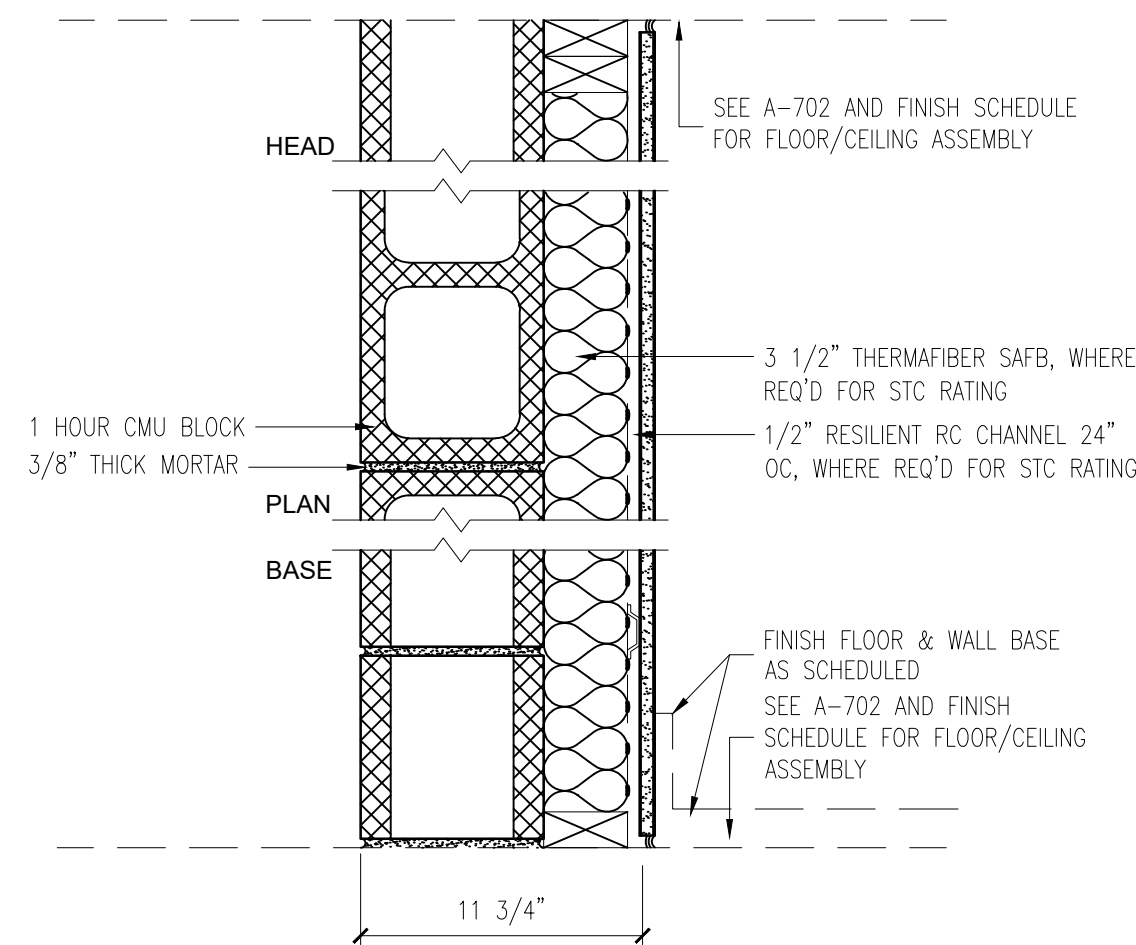 SEE A-702 AND FINISH SCHEDULE
FOR FLOOR/CEILING ASSEMBLY
HEAD
3 1/2" THERMAFIBER SAFB, WHERE
REQ'D FOR STC RATING
1 HOUR CMU BLOCK
3/8" THICK MORTAR
1/2" RESILIENT RC CHANNEL 24"
OC, WHERE REQ'D FOR STC RATING
PLAN
BASE
FINISH FLOOR & WALL BASE
AS SCHEDULED
SEE A-702 AND FINISH
SCHEDULE FOR FLOOR/CEILING
ASSEMBLY
11 3/4"